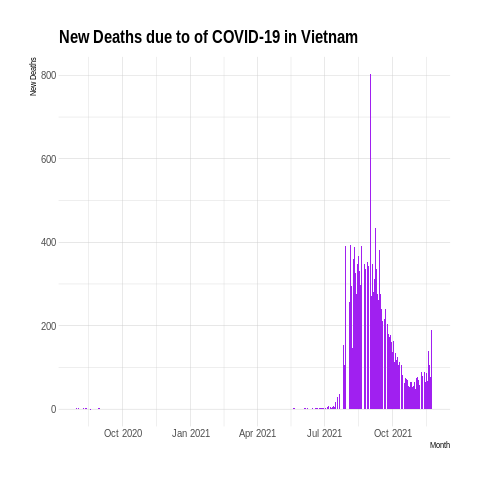 New Deaths due to of COVID-19 in Vietnam
New Deaths
800
600
400
200
0
Oct 2020
Jan 2021
Apr 2021
Jul 2021
Oct 2021
Month